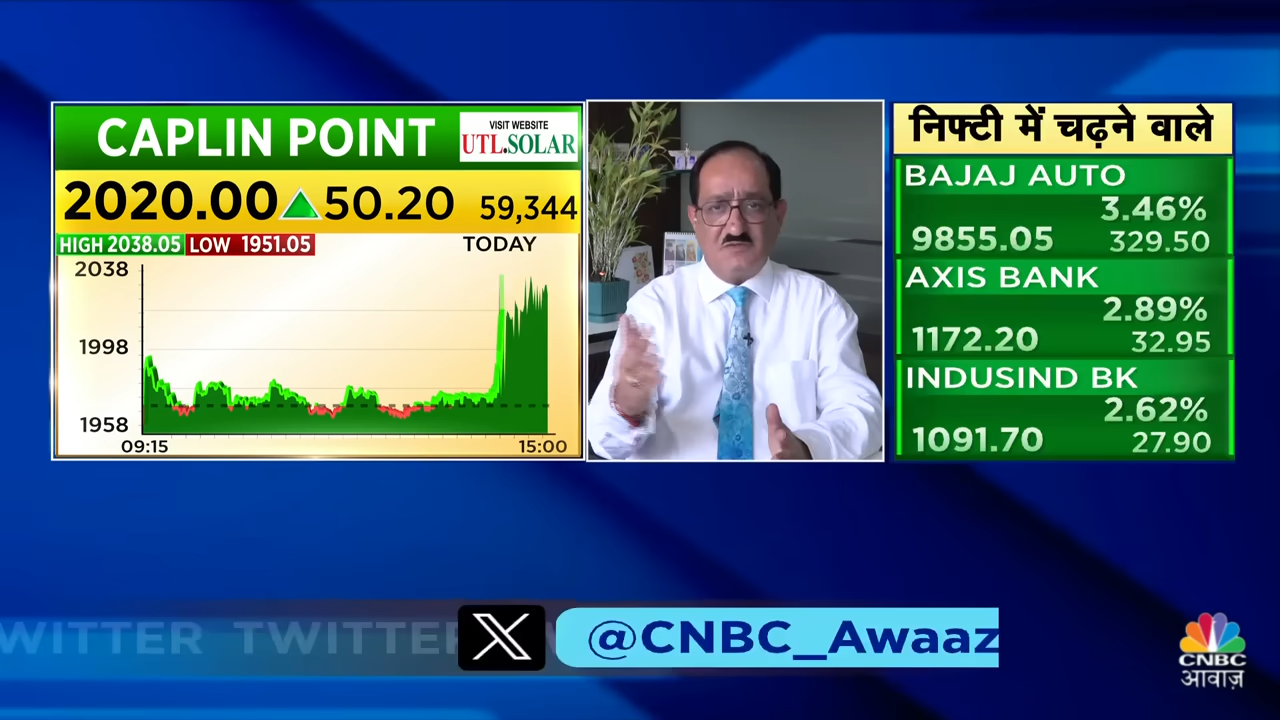 CAPLIN POINT
VISIT WEBSITE
UTL.SOLAR
2020.00 50.20 59,344
HIGH 2038.05 LOW 1951.05 TODAY
2038
1998
1958
09:15 15:00
निफ्टी में चढ़ने वाले
BAJAJ AUTO
3.46%
9855.05 329.50
AXIS BANK
2.89%
1172.20 32.95
INDUSIND BK
2.62%
1091.70 27.90
WITTER TWITTER
X @CNBC_Awaaz
CNBC
आवाज़